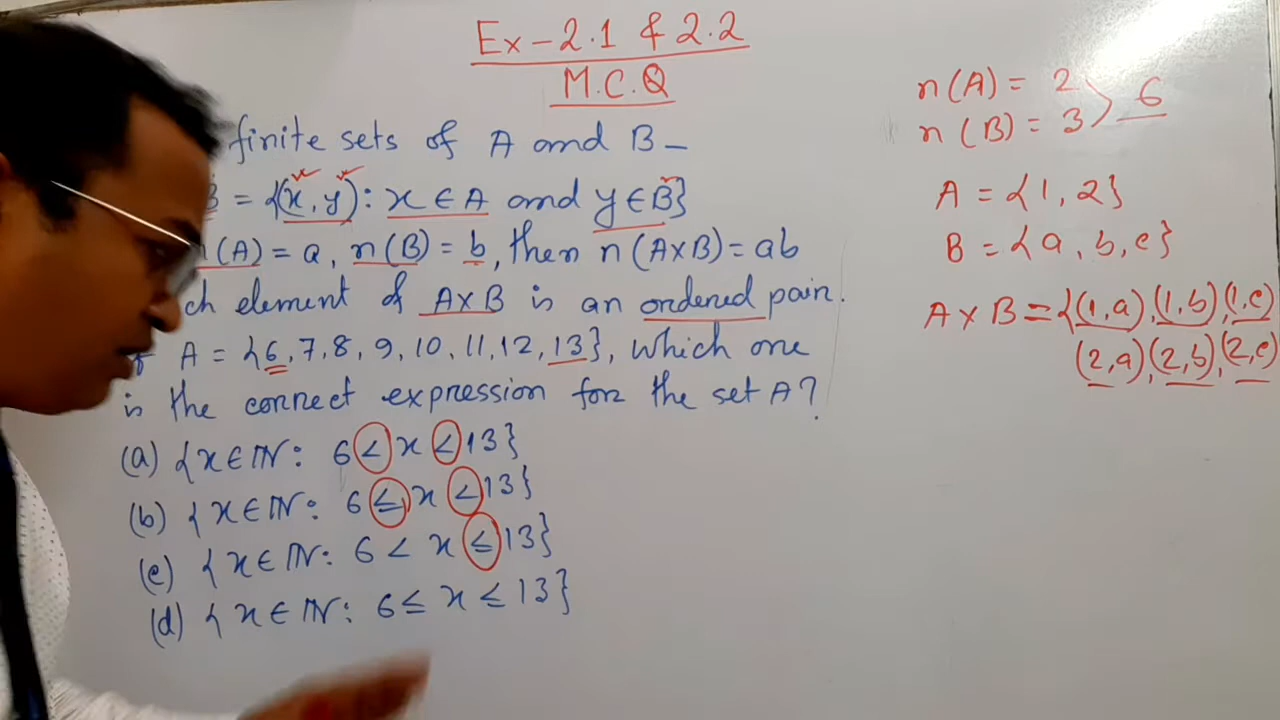 Ex-2.1 & 2.2
M.C.Q
finite sets of A and B-
B = {(x, y): x ∈ A and y ∈ B}
(A) = a, n(B) = b, then n(A×B) = ab
ch element of A×B is an ordered pair.
A = {6, 7, 8, 9, 10, 11, 12, 13}, which one
is the correct expression for the set A?
(a) {x ∈ ℕ: 6 < x < 13}
(b) {x ∈ ℕ: 6 ≤ x < 13}
(c) {x ∈ ℕ: 6 < x ≤ 13}
(d) {x ∈ ℕ: 6 ≤ x ≤ 13}
n(A) = 2
n(B) = 3 > 6
A = {1, 2}
B = {a, b, c}
A × B = {(1, a), (1, b), (1, c)
(2, a), (2, b), (2, c)